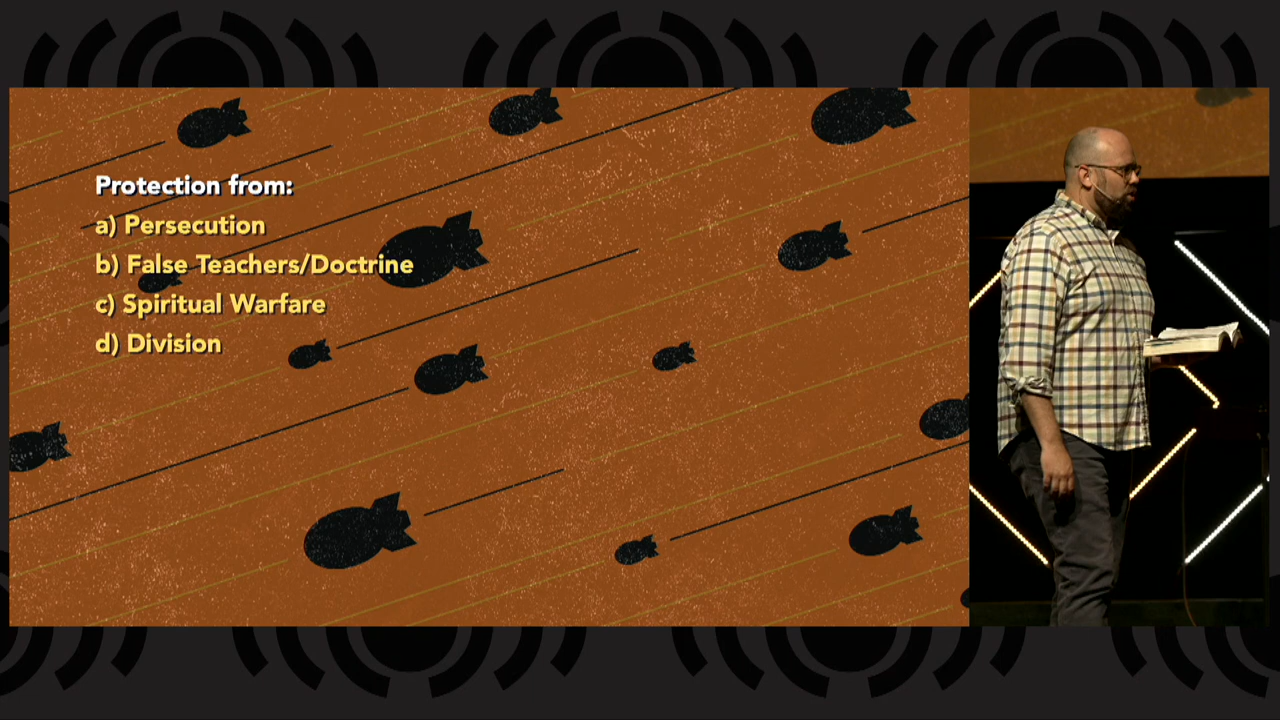 Protection from:
a) Persecution
b) False Teachers/Doctrine
c) Spiritual Warfare
d) Division